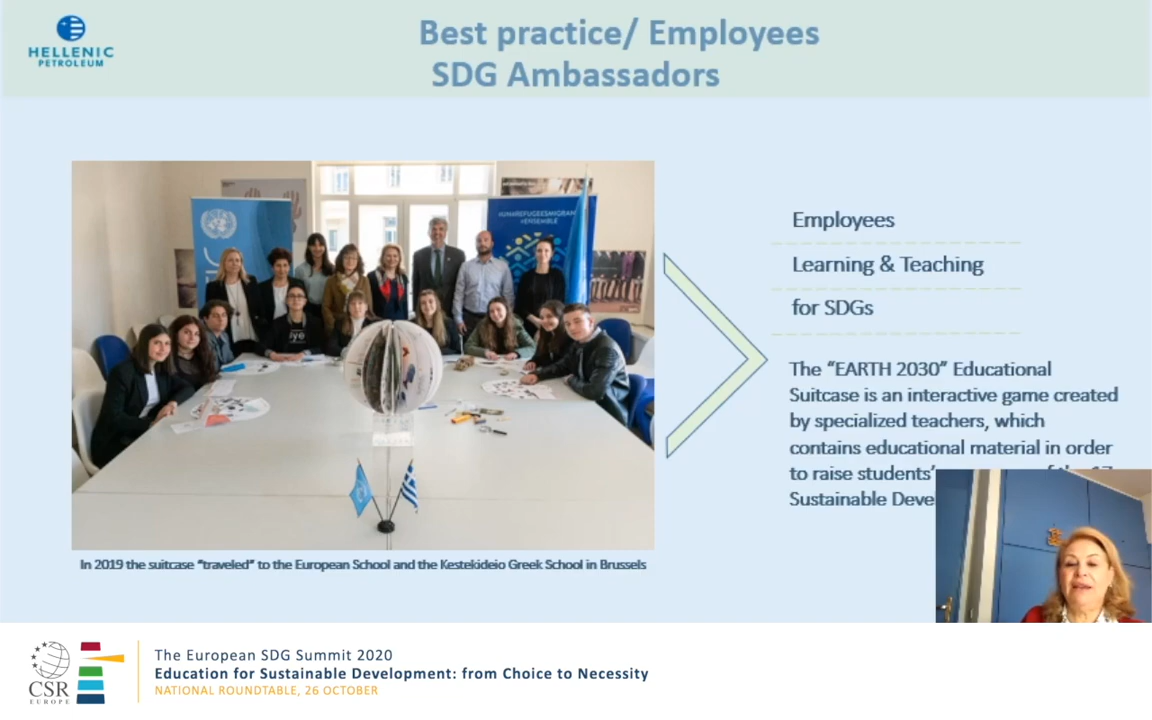 HELLENIC
PETROLEUM
Best practice/ Employees
SDG Ambassadors
#UNAREFUGEESMIGRAN
#ENSEMBLE
Employees
Learning & Teaching
for SDGs
The “EARTH 2030” Educational
Suitcase is an interactive game created
by specialized teachers, which
contains educational material in order
to raise students’
Sustainable Deve
In 2019 the suitcase “traveled” to the European School and the Kestekideio Greek School in Brussels
CSR
EUROPE
The European SDG Summit 2020
Education for Sustainable Development: from Choice to Necessity
NATIONAL ROUNDTABLE, 26 OCTOBER